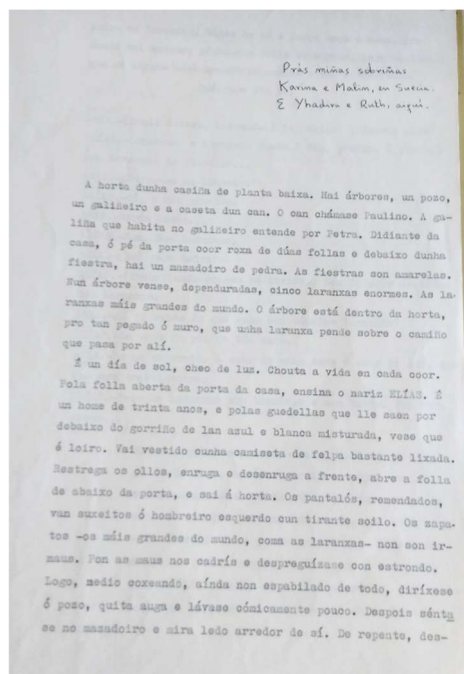 Prás miñas sobriñas
Karina e Malim, en Suecia.
E Yhadira e Ruth, aiquí.
A horta dunha casiña de planta baixa. Hai árbores, un pozo,
un galiñeiro e a caseta dun can. O can chámase Paulino. A ga-
liña que habita no galiñeiro entende por Petra. Didiante da
casa, ó pé da porta coor roxa de dúas follas e debaixo dunha
fiestra, hai un mazadoiro de pedra. As fiestras son amarelas.
Nun árbore vense, dependuradas, cinco laranxas enormes. As la-
ranxas máis grandes do mundo. O árbore está dentro da horta,
pro tan pegado ó muro, que unha laranxa pende sobre o camiño
que pasa por alí.
É un día de sol, cheo de luz. Chouta a vida en cada coor.
Pola folla aberta da porta da casa, ensina o nariz ELÍAS. É
un home de trinta anos, e polas guedellas que lle saen por
debaixo do gorriño de lan azul e blanca misturada, vese que
é loiro. Vai vestido cunha camiseta de felpa bastante lixada.
Restrega os ollos, enruga e desenruga a frente, abre a folla
de abaixo da porta, e sai á horta. Os pantalós, remendados,
van suxeitos ó hombreiro esquerdo cun tirante soilo. Os zapa-
tos -os máis grandes do mundo, coma as laranxas- non son ir-
maus. Pon as maus nos cadrís e despreguízase con estrondo.
Logo, medio coxeando, aínda non espabilado de todo, diríxese
ó pozo, quita auga e lávase cómicamente pouco. Despois sénta
se no mazadoiro e mira ledo arredor de sí. De repente, des-